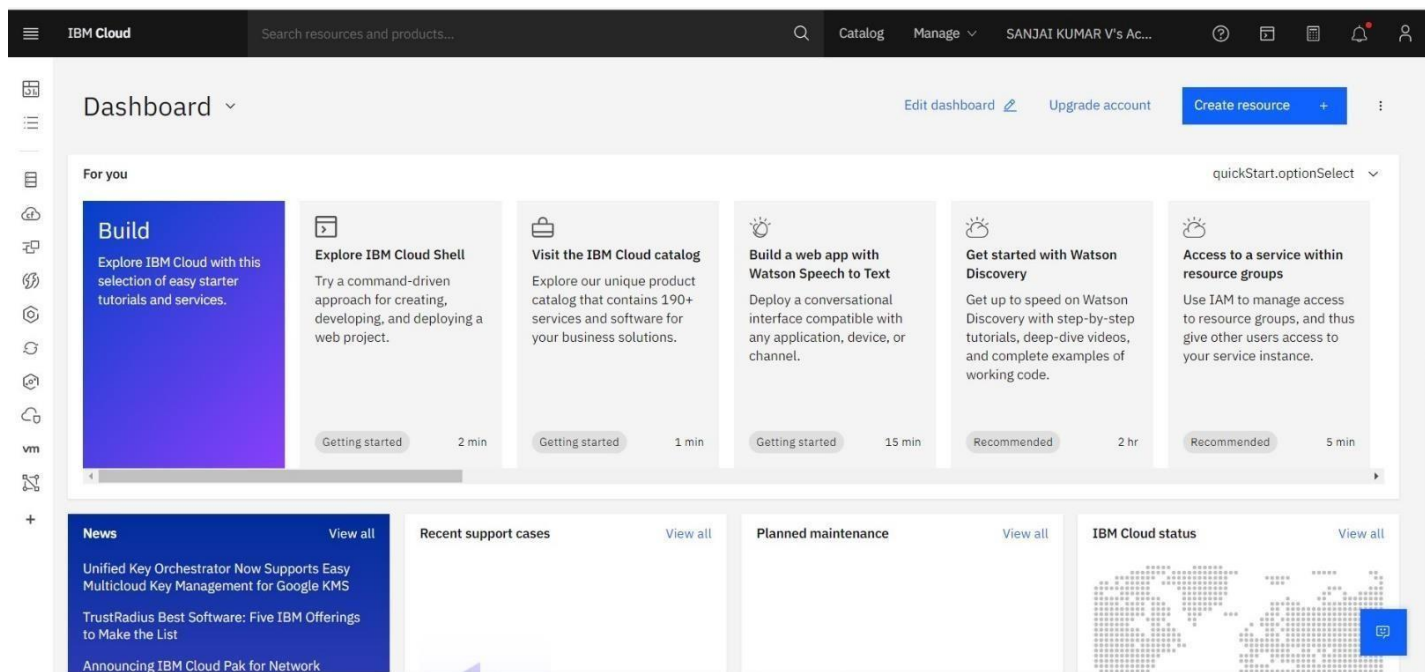 IBM Cloud
Search resources and products...
Catalog
Manage
SANJAI KUMAR V's Ac...
Dashboard
Edit dashboard
Upgrade account
Create resource +
For you
quickStart.optionSelect
Build
Explore IBM Cloud with this
selection of easy starter
tutorials and services.
Explore IBM Cloud Shell
Try a command-driven
approach for creating,
developing, and deploying a
web project.
Getting started
2 min
Visit the IBM Cloud catalog
Explore our unique product
catalog that contains 190+
services and software for
your business solutions.
Getting started
1 min
Build a web app with
Watson Speech to Text
Deploy a conversational
interface compatible with
any application, device, or
channel.
Getting started
15 min
Get started with Watson
Discovery
Get up to speed on Watson
Discovery with step-by-step
tutorials, deep-dive videos,
and complete examples of
working code.
Recommended
2 hr
Access to a service within
resource groups
Use IAM to manage access
to resource groups, and thus
give other users access to
your service instance.
Recommended
5 min
vm
News
View all
Unified Key Orchestrator Now Supports Easy
Multicloud Key Management for Google KMS
TrustRadius Best Software: Five IBM Offerings
to Make the List
Announcing IBM Cloud Pak for Network
Recent support cases
View all
Planned maintenance
View all
IBM Cloud status
View all